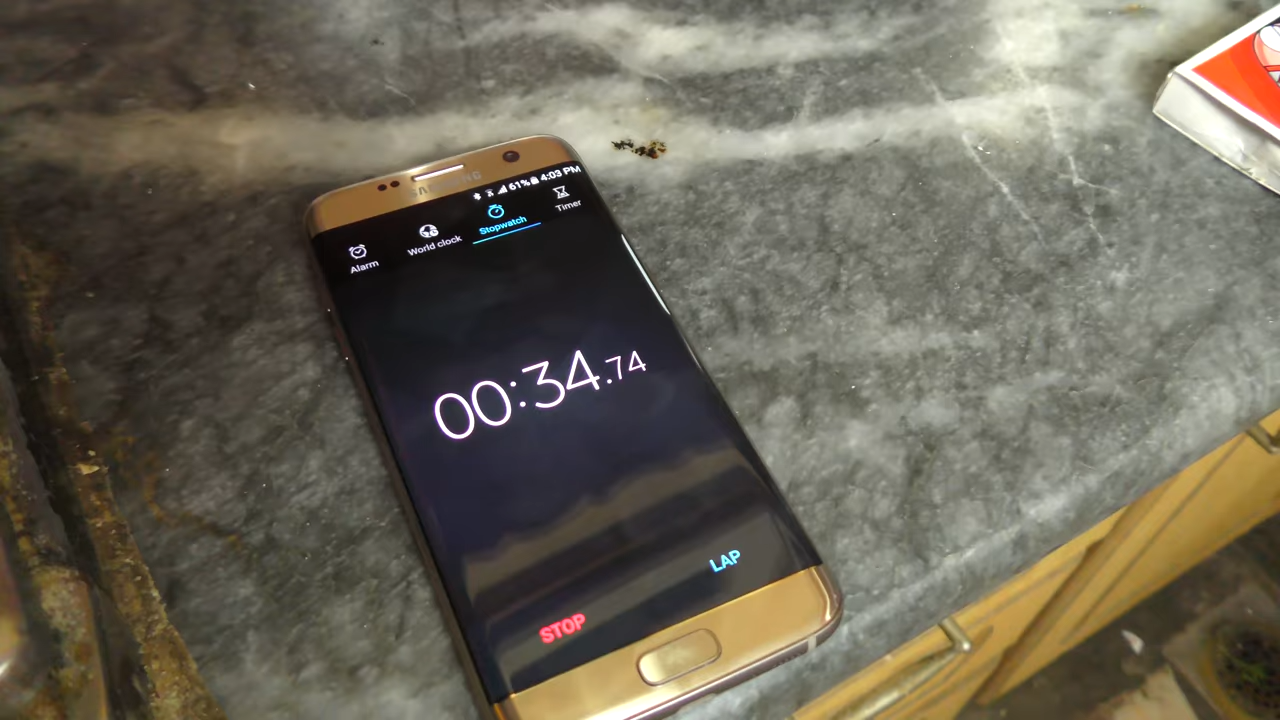 SAMSUNG
61% 4:03 PM
Alarm World clock Stopwatch Timer
00:34.74
STOP LAP